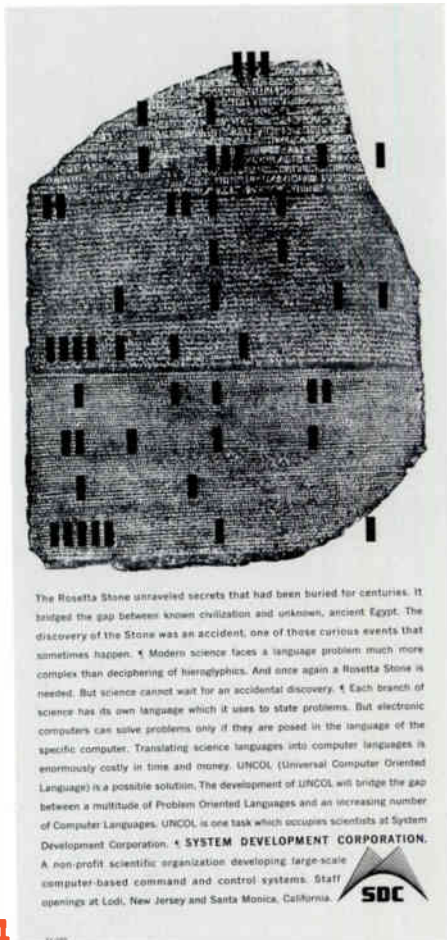 The Rosetta Stone unraveled secrets that had been buried for centuries. It
bridged the gap between known civilization and unknown, ancient Egypt. The
discovery of the Stone was an accident, one of those curious events that
sometimes happen. ¶ Modern science faces a language problem much more
complex than deciphering of hieroglyphics. And once again a Rosetta Stone is
needed. But science cannot wait for an accidental discovery. ¶ Each branch of
science has its own language which it uses to state problems. But electronic
computers can solve problems only if they are posed in the language of the
specific computer. Translating science languages into computer languages is
enormously costly in time and money. UNCOL (Universal Computer Oriented
Language) is a possible solution. The development of UNCOL will bridge the gap
between a multitude of Problem Oriented Languages and an increasing number
of Computer Languages. UNCOL is one task which occupies scientists at System
Development Corporation. ¶ SYSTEM DEVELOPMENT CORPORATION.
A non-profit scientific organization developing large-scale
computer-based command and control systems. Staff
openings at Lodi, New Jersey and Santa Monica, California.
SDC